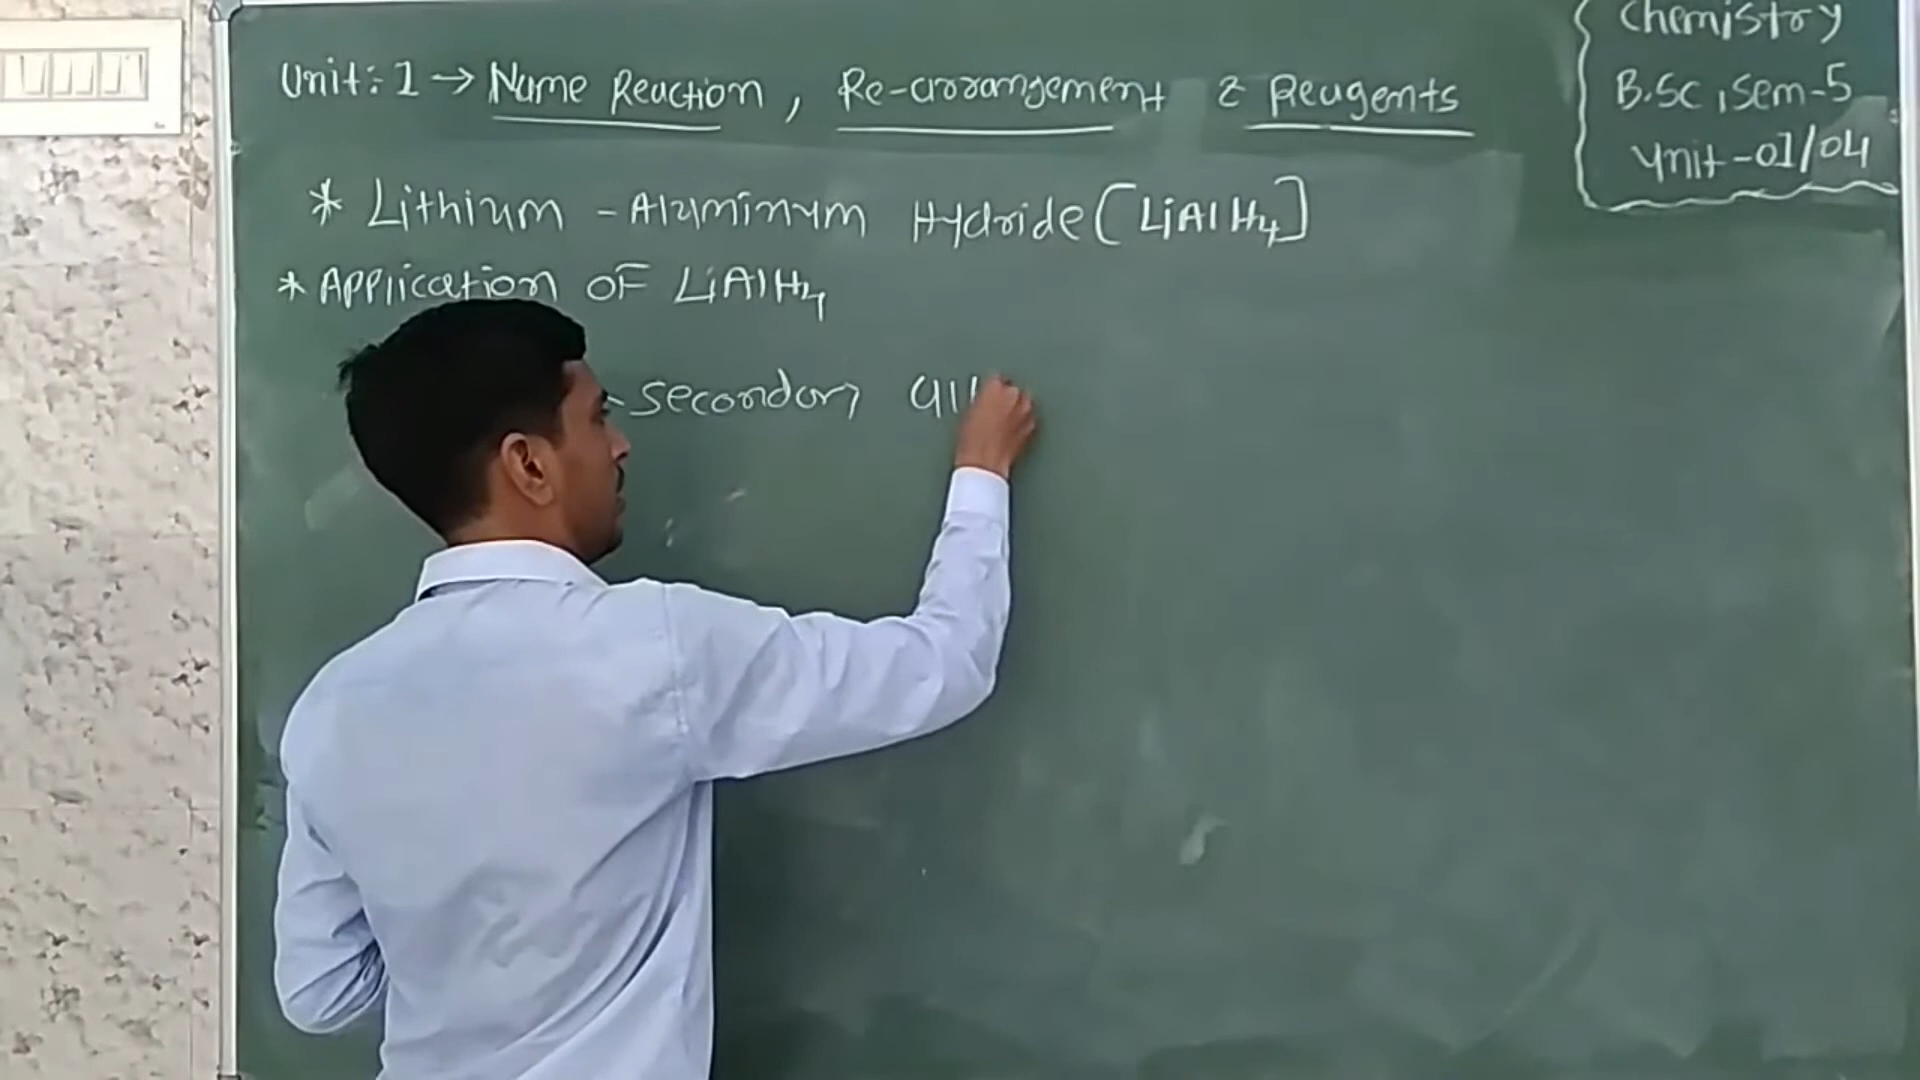 Unit:1 → Name Reaction, Re-arrangement & Reagents
Chemistry
B.Sc, Sem-5
Unit-01/04
* Lithium - Aluminium Hydride [LiAlH4]
* Application OF LiAlH4
secondary